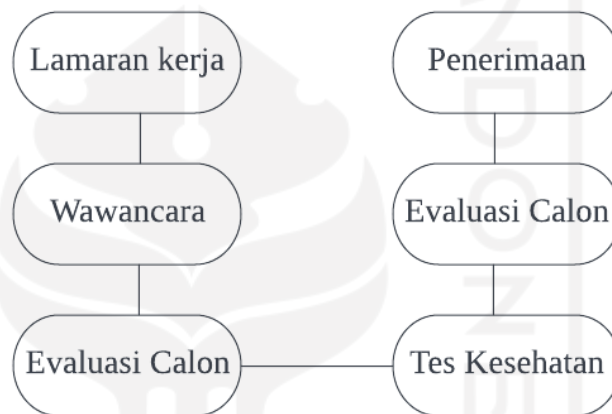 Lamaran kerja
Penerimaan
Wawancara
Evaluasi Calon
Evaluasi Calon
Tes Kesehatan